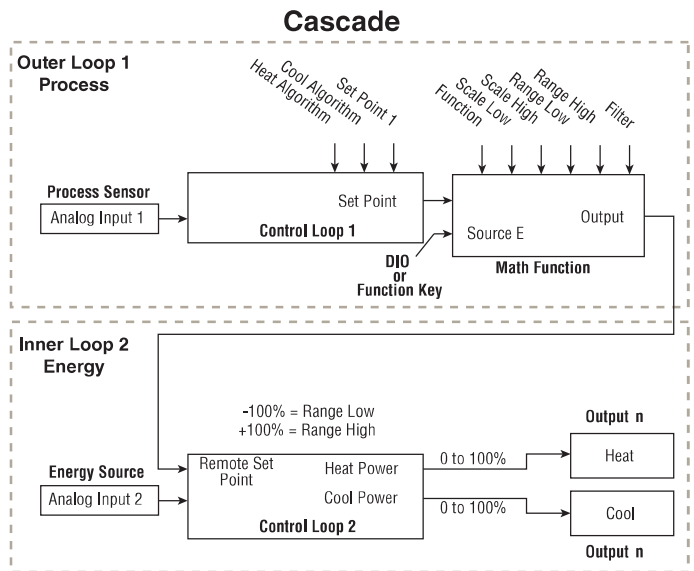 Cascade
Outer Loop 1
Process
Heat Algorithm
Cool Algorithm
Set Point 1
Function
Scale Low
Scale High
Range Low
Range High
Filter
Process Sensor
Analog Input 1
Set Point
Control Loop 1
Source E
Output
Math Function
DIO
or
Function Key
Inner Loop 2
Energy
-100% = Range Low
+100% = Range High
Energy Source
Analog Input 2
Remote Set
Point
Heat Power
Cool Power
Control Loop 2
0 to 100%
0 to 100%
Output n
Heat
Cool
Output n